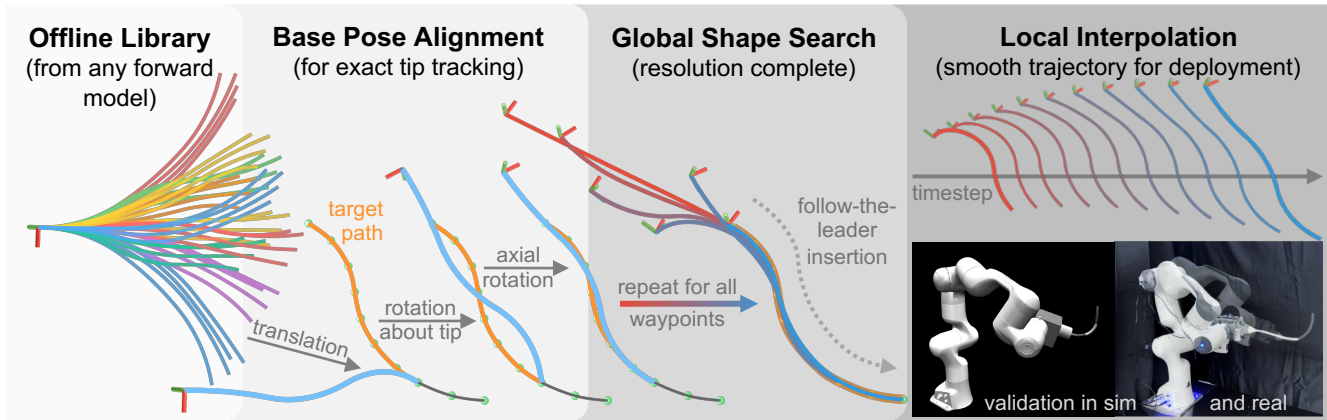 Offline Library
(from any forward
model)
Base Pose Alignment
(for exact tip tracking)
target
path
translation
rotation
about tip
axial
rotation
Global Shape Search
(resolution complete)
repeat for all
waypoints
follow-the-
leader
insertion
Local Interpolation
(smooth trajectory for deployment)
timestep
validation in sim
and real